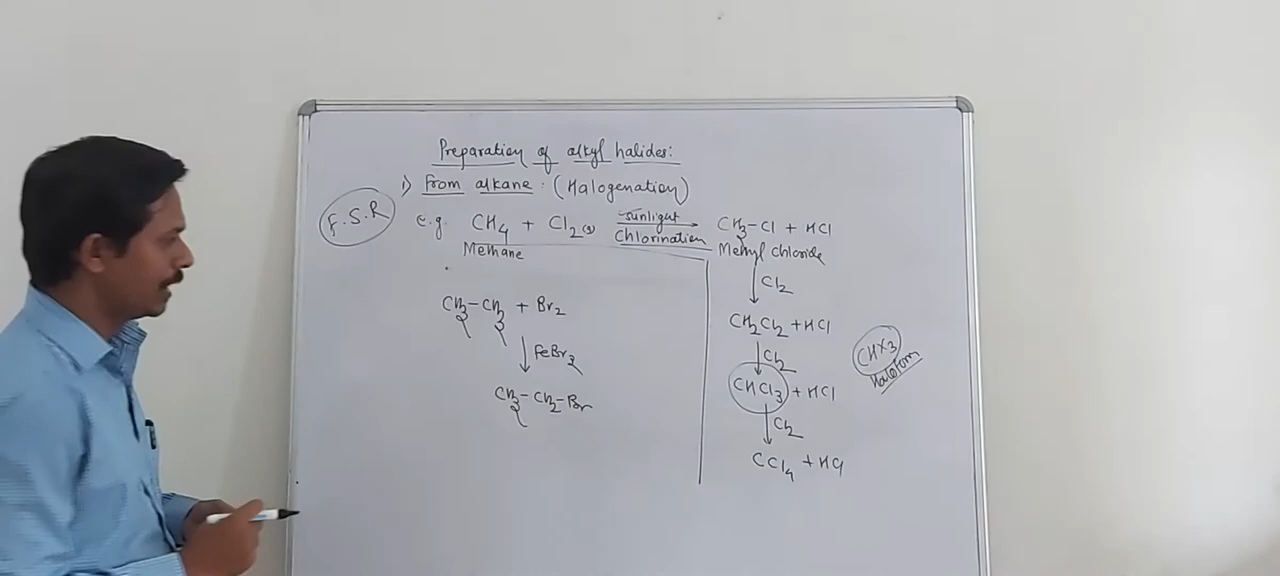 Preparation of alkyl halides:
i) From alkane: (Halogenation)
F.S.R
e.g. CH4 + Cl2(g) sunlight Chlorination CH3-Cl + HCl
Methane Methyl chloride
Cl2
CH3-CH3 + Br2
FeBr3
CH3-CH2-Br
CH2Cl2 + HCl
Cl2
CHCl3 + HCl
Cl2
CCl4 + HCl
CHX3
Haloform